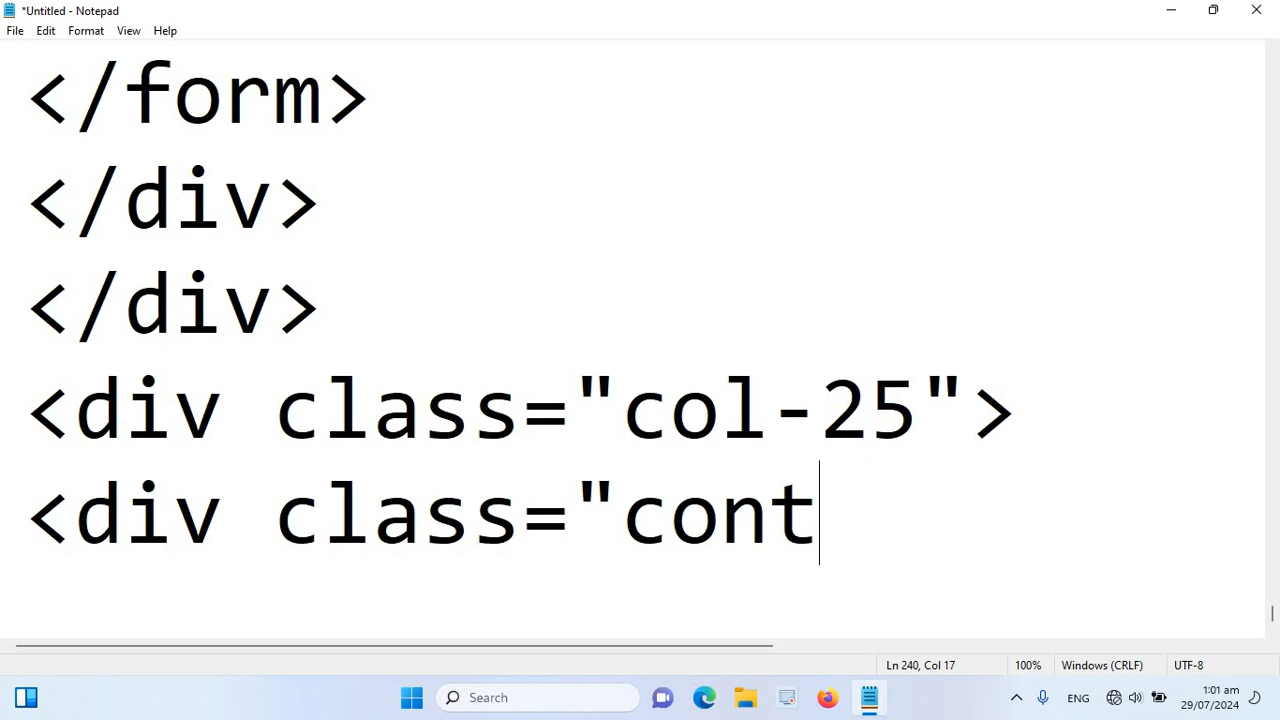 *Untitled - Notepad
File Edit Format View Help
</form>
</div>
</div>
<div class="col-25">
<div class="cont
Ln 240, Col 17 100% Windows (CRLF) UTF-8
Search ENG 1:01 am
29/07/2024